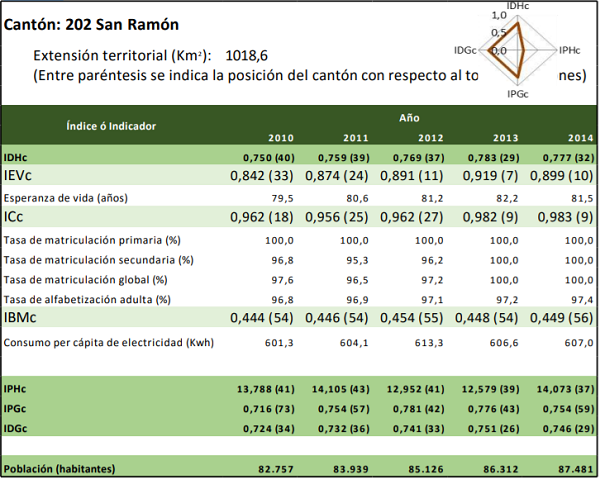 Cantón: 202 San Ramón
Extensión territorial (Km²): 1018,6
(Entre paréntesis se indica la posición del cantón con respecto al to nes)
IDHc
1,0
0,5
0,0
IDGc
IPHc
IPGc
Índice ó Indicador Año
2010 2011 2012 2013 2014
IDHc 0,750 (40) 0,759 (39) 0,769 (37) 0,783 (29) 0,777 (32)
IEVc 0,842 (33) 0,874 (24) 0,891 (11) 0,919 (7) 0,899 (10)
Esperanza de vida (años) 79,5 80,6 81,2 82,2 81,5
ICc 0,962 (18) 0,956 (25) 0,962 (27) 0,982 (9) 0,983 (9)
Tasa de matriculación primaria (%) 100,0 100,0 100,0 100,0 100,0
Tasa de matriculación secundaria (%) 96,8 95,3 96,2 100,0 100,0
Tasa de matriculación global (%) 97,6 96,5 97,2 100,0 100,0
Tasa de alfabetización adulta (%) 96,8 96,9 97,1 97,2 97,4
IBMc 0,444 (54) 0,446 (54) 0,454 (55) 0,448 (54) 0,449 (56)
Consumo per cápita de electricidad (Kwh) 601,3 604,1 613,3 606,6 607,0
IPHc 13,788 (41) 14,105 (43) 12,952 (41) 12,579 (39) 14,073 (37)
IPGc 0,716 (73) 0,754 (57) 0,781 (42) 0,776 (43) 0,754 (59)
IDGc 0,724 (34) 0,732 (36) 0,741 (33) 0,751 (26) 0,746 (29)
Población (habitantes) 82.757 83.939 85.126 86.312 87.481